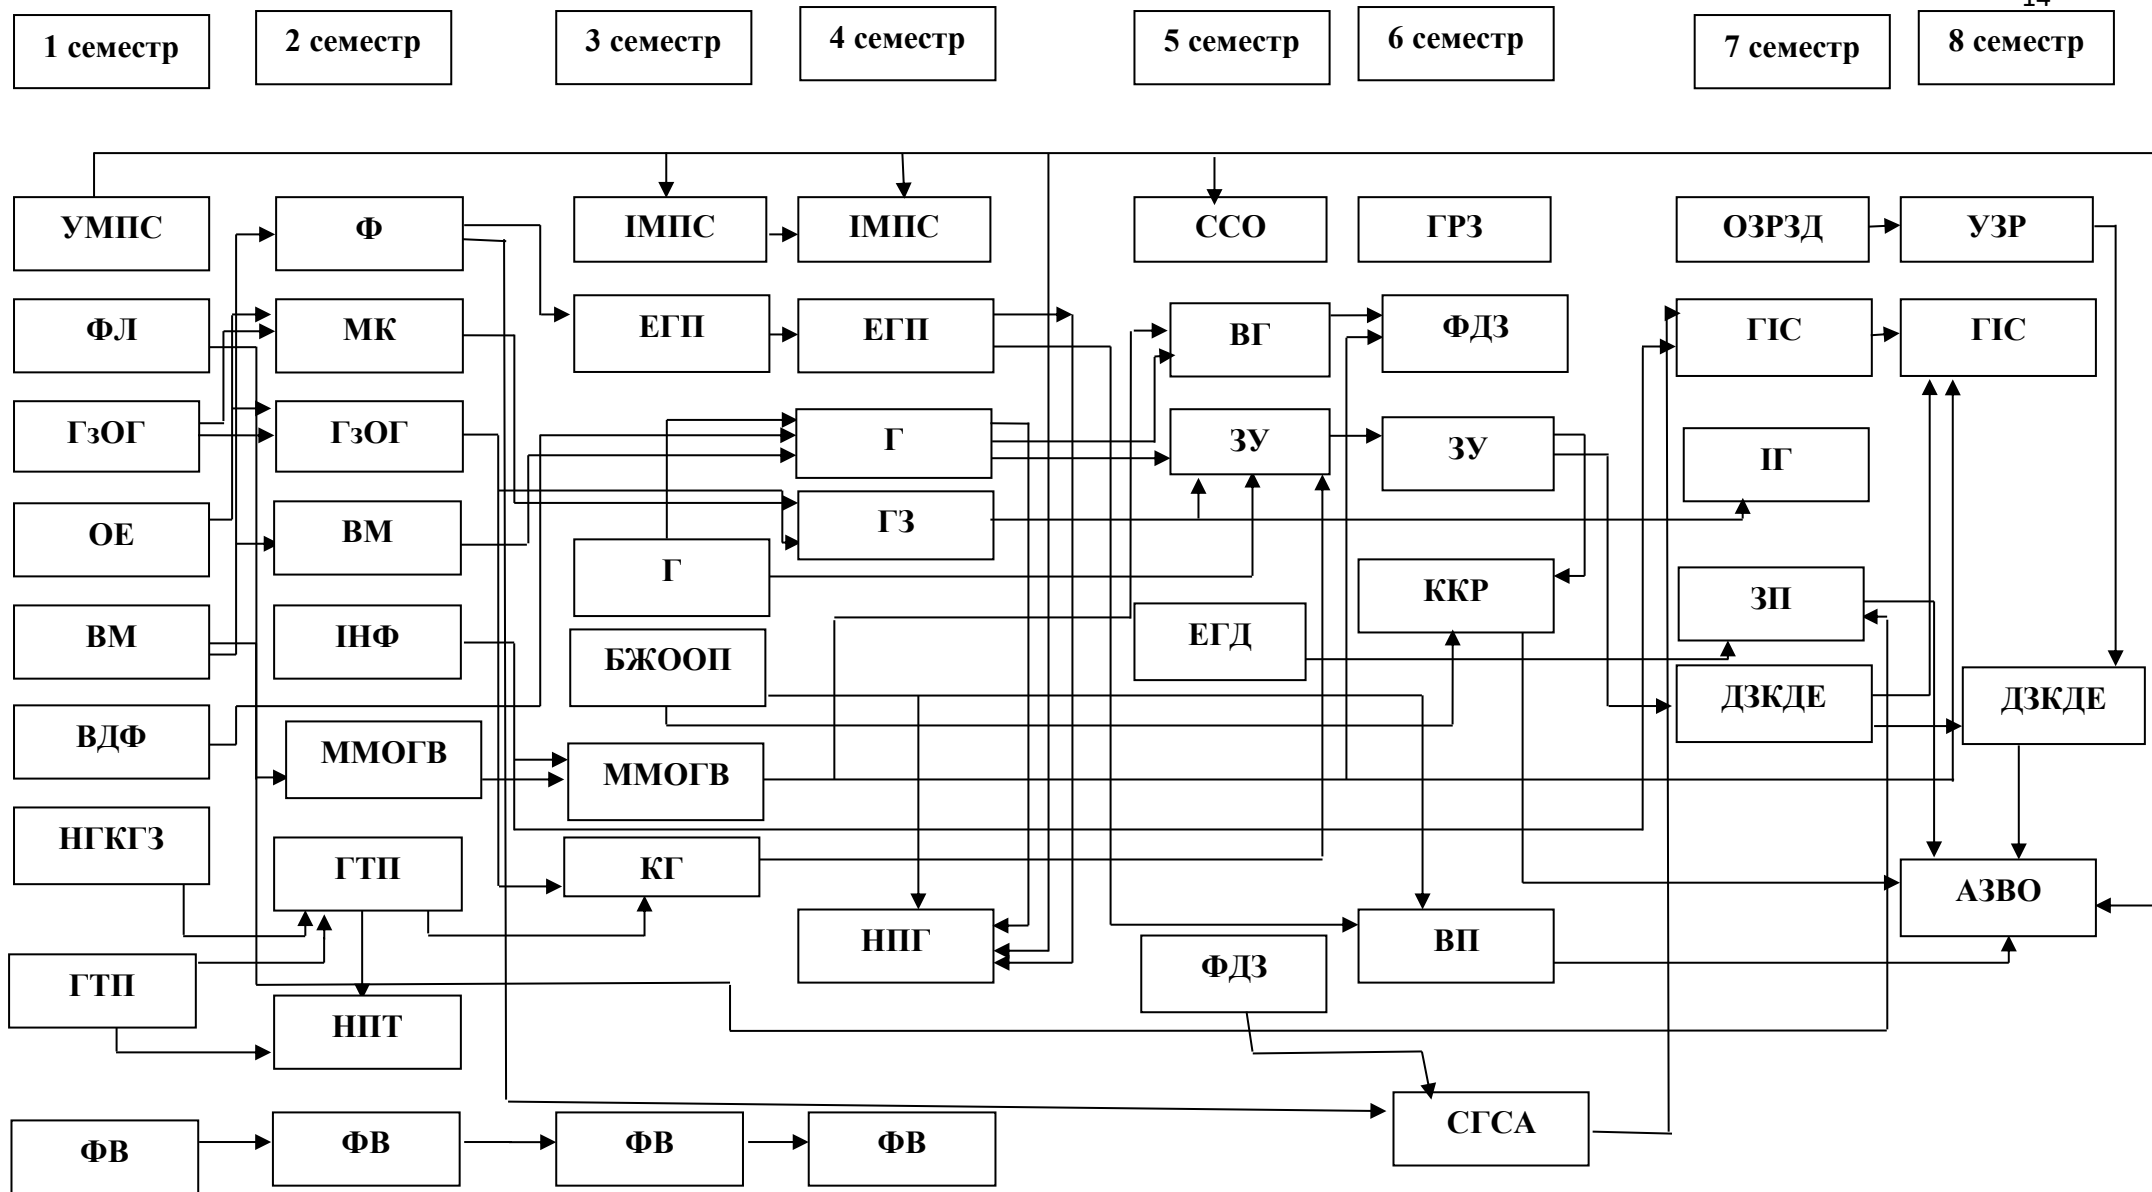 14
1 семестр
2 семестр
3 семестр
4 семестр
5 семестр
6 семестр
7 семестр
8 семестр
УМПС
Ф
ІМПС
ІМПС
ССО
ГРЗ
ОЗРЗД
УЗР
ФЛ
МК
ЕГП
ЕГП
ВГ
ФДЗ
ГІС
ГІС
ГзОГ
ГзОГ
Г
ЗУ
ЗУ
ІГ
ОЕ
ВМ
Г
ГЗ
ККР
ЗП
ВМ
ІНФ
БЖООП
ЕГД
ДЗКДЕ
ДЗКДЕ
ВДФ
ММОГВ
ММОГВ
НГКГЗ
ГТП
КГ
НПГ
ВП
АЗВО
ГТП
НПТ
ФДЗ
СГСА
ФВ
ФВ
ФВ
ФВ